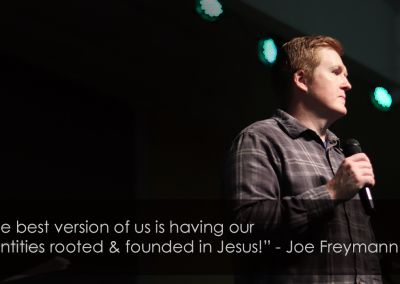 e best version of us is having our
ntities rooted & founded in Jesus!” - Joe Freymann